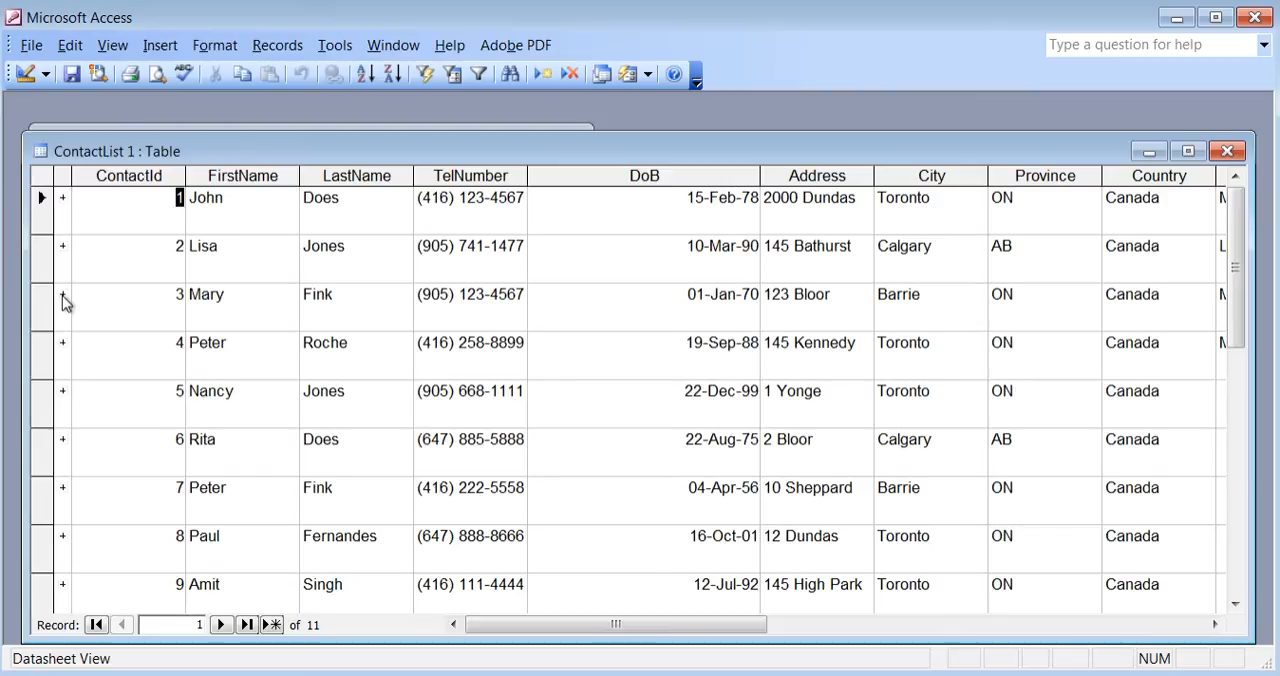 Microsoft Access
File Edit View Insert Format Records Tools Window Help Adobe PDF Type a question for help
ContactList 1 : Table
ContactId FirstName LastName TelNumber DoB Address City Province Country
+ 1 John Does (416) 123-4567 15-Feb-78 2000 Dundas Toronto ON Canada M
+ 2 Lisa Jones (905) 741-1477 10-Mar-90 145 Bathurst Calgary AB Canada L
+ 3 Mary Fink (905) 123-4567 01-Jan-70 123 Bloor Barrie ON Canada M
+ 4 Peter Roche (416) 258-8899 19-Sep-88 145 Kennedy Toronto ON Canada M
+ 5 Nancy Jones (905) 668-1111 22-Dec-99 1 Yonge Toronto ON Canada
+ 6 Rita Does (647) 885-5888 22-Aug-75 2 Bloor Calgary AB Canada
+ 7 Peter Fink (416) 222-5558 04-Apr-56 10 Sheppard Barrie ON Canada
+ 8 Paul Fernandes (647) 888-8666 16-Oct-01 12 Dundas Toronto ON Canada
+ 9 Amit Singh (416) 111-4444 12-Jul-92 145 High Park Toronto ON Canada
Record: 1 of 11
Datasheet View NUM